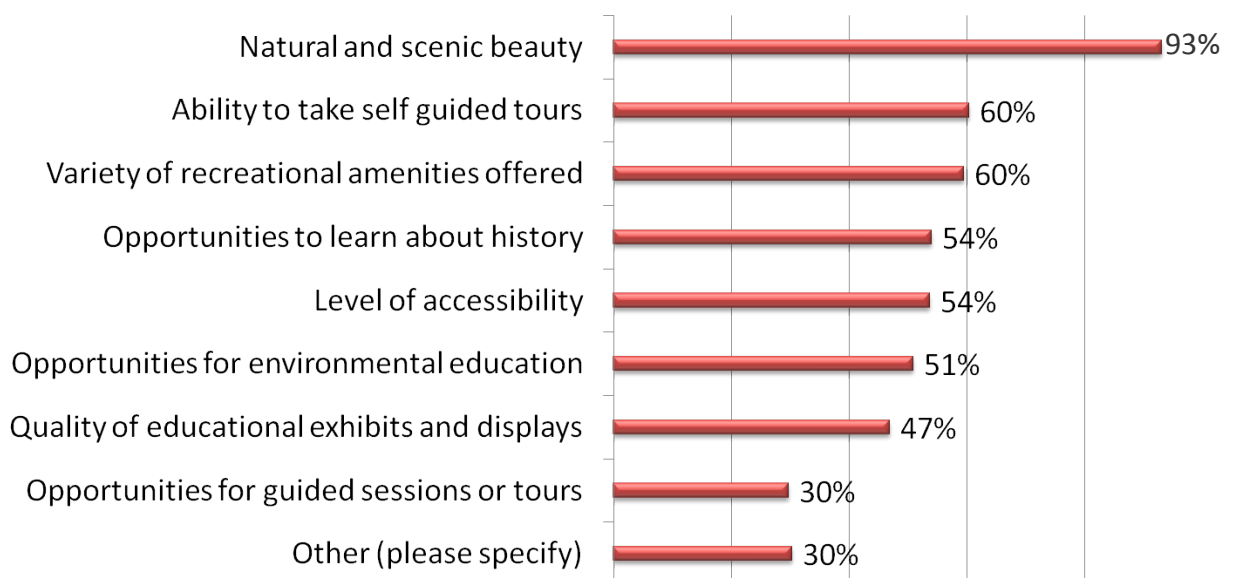 Natural and scenic beauty 93%
Ability to take self guided tours 60%
Variety of recreational amenities offered 60%
Opportunities to learn about history 54%
Level of accessibility 54%
Opportunities for environmental education 51%
Quality of educational exhibits and displays 47%
Opportunities for guided sessions or tours 30%
Other (please specify) 30%